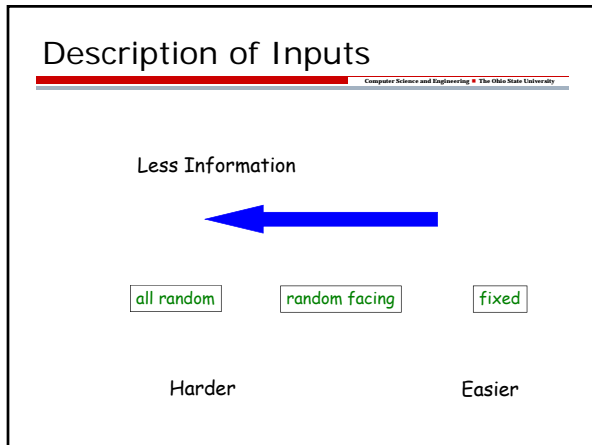 Description of Inputs
Computer Science and Engineering ■ The Ohio State University
Less Information
all random random facing fixed
Harder Easier